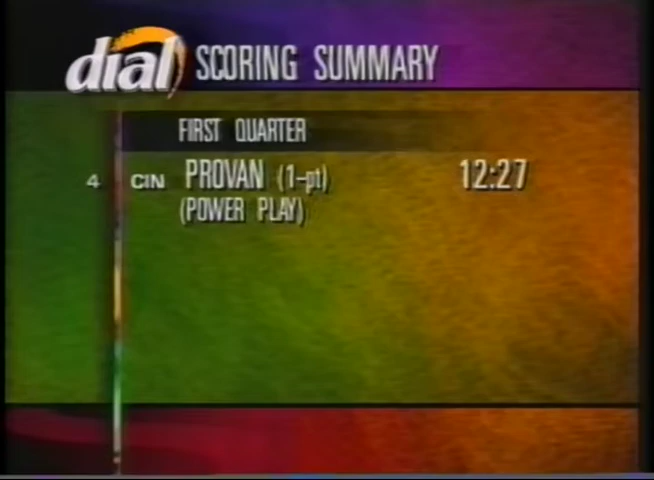 dial SCORING SUMMARY
FIRST QUARTER
4 CIN PROVAN (1-pt) 12:27
(POWER PLAY)